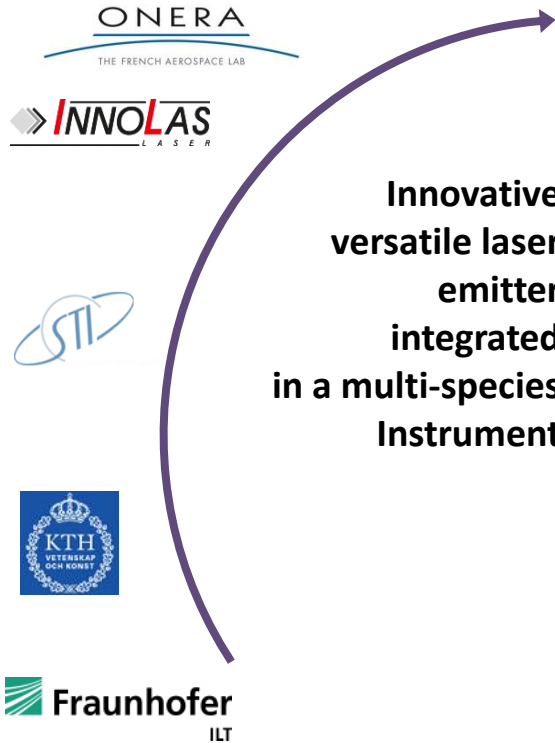 ONERA
THE FRENCH AEROSPACE LAB
INNOLAS
LASER
Innovative
versatile laser
emitter
integrated
in a multi-species
Instrument
STI
KTH
VETENSKAP
OCH KONST
Fraunhofer
ILT